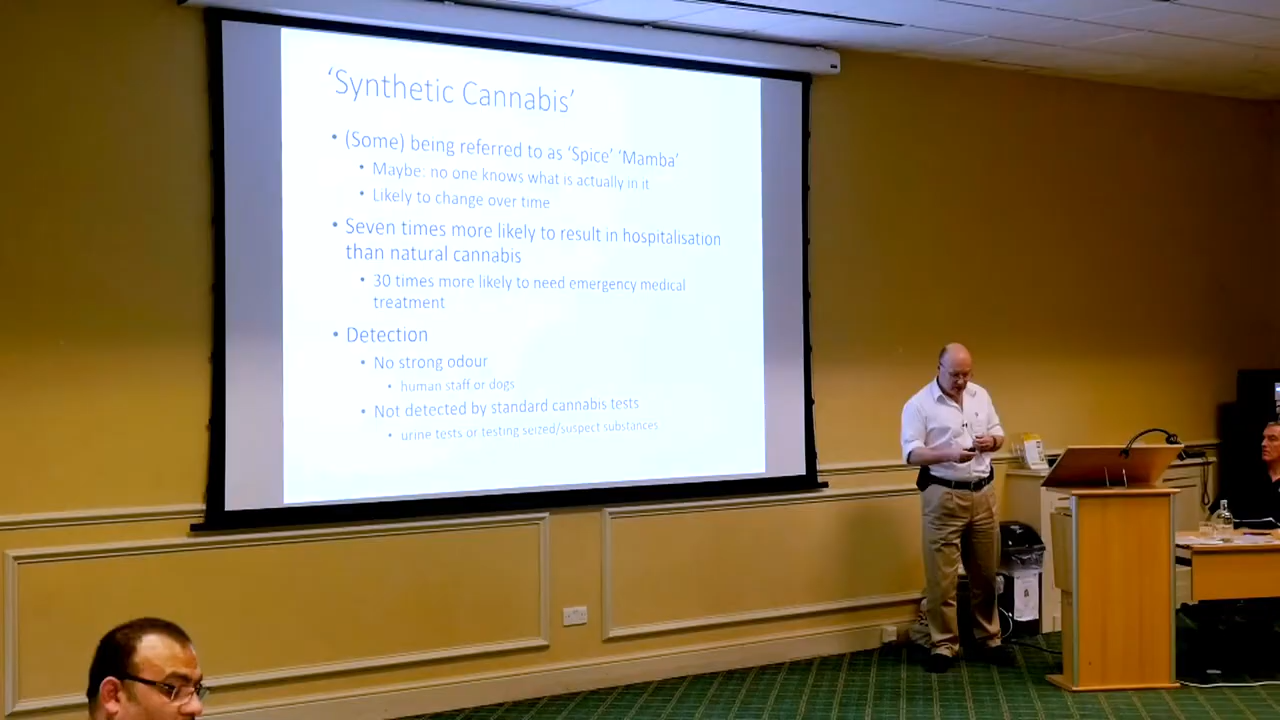 ‘Synthetic Cannabis’
• (Some) being referred to as ‘Spice’ ‘Mamba’
• Maybe: no one knows what is actually in it
• Likely to change over time
• Seven times more likely to result in hospitalisation
than natural cannabis
• 30 times more likely to need emergency medical
treatment
• Detection
• No strong odour
• human staff or dogs
• Not detected by standard cannabis tests
• urine tests or testing seized/suspect substances